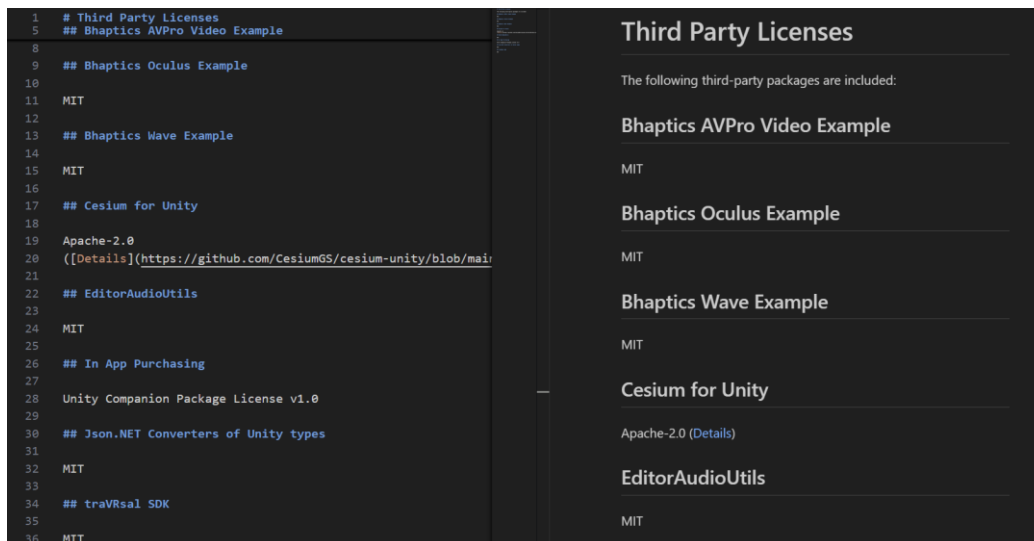 1 # Third Party Licenses
5 ## Bhaptics AVPro Video Example
8
9 ## Bhaptics Oculus Example
10
11 MIT
12
13 ## Bhaptics Wave Example
14
15 MIT
16
17 ## Cesium for Unity
18
19 Apache-2.0
20 ([Details](https://github.com/CesiumGS/cesium-unity/blob/mai
21
22 ## EditorAudioUtils
23
24 MIT
25
26 ## In App Purchasing
27
28 Unity Companion Package License v1.0
29
30 ## Json.NET Converters of Unity types
31
32 MIT
33
34 ## traVRsal SDK
35
36 MIT
Third Party Licenses
The following third-party packages are included:
Bhaptics AVPro Video Example
MIT
Bhaptics Oculus Example
MIT
Bhaptics Wave Example
MIT
Cesium for Unity
Apache-2.0 (Details)
EditorAudioUtils
MIT